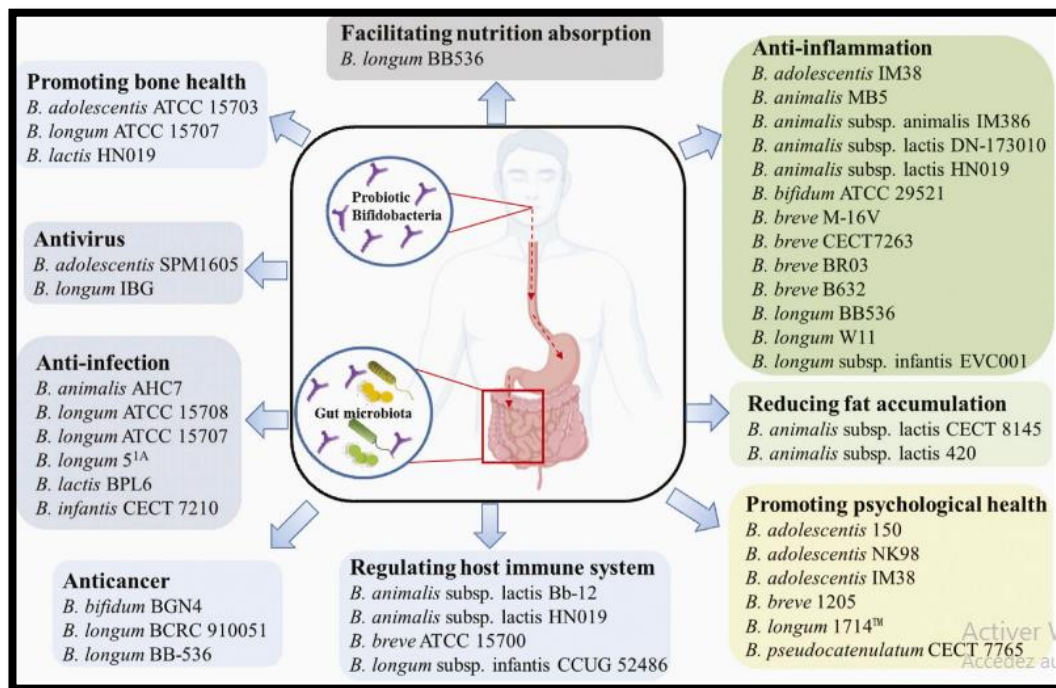 Facilitating nutrition absorption
B. longum BB536
Promoting bone health
B. adolescentis ATCC 15703
B. longum ATCC 15707
B. lactis HN019
Antivirus
B. adolescentis SPM1605
B. longum IBG
Anti-infection
B. animalis AHC7
B. longum ATCC 15708
B. longum ATCC 15707
B. longum 5¹ᴬ
B. lactis BPL6
B. infantis CECT 7210
Anticancer
B. bifidum BGN4
B. longum BCRC 910051
B. longum BB-536
Probiotic
Bifidobacteria
Gut microbiota
Regulating host immune system
B. animalis subsp. lactis Bb-12
B. animalis subsp. lactis HN019
B. breve ATCC 15700
B. longum subsp. infantis CCUG 52486
Anti-inflammation
B. adolescentis IM38
B. animalis MB5
B. animalis subsp. animalis IM386
B. animalis subsp. lactis DN-173010
B. animalis subsp. lactis HN019
B. bifidum ATCC 29521
B. breve M-16V
B. breve CECT7263
B. breve BR03
B. breve B632
B. longum BB536
B. longum W11
B. longum subsp. infantis EVC001
Reducing fat accumulation
B. animalis subsp. lactis CECT 8145
B. animalis subsp. lactis 420
Promoting psychological health
B. adolescentis 150
B. adolescentis NK98
B. adolescentis IM38
B. breve 1205
B. longum 1714™
B. pseudocatenulatum CECT 7765
Activer
Accédez au